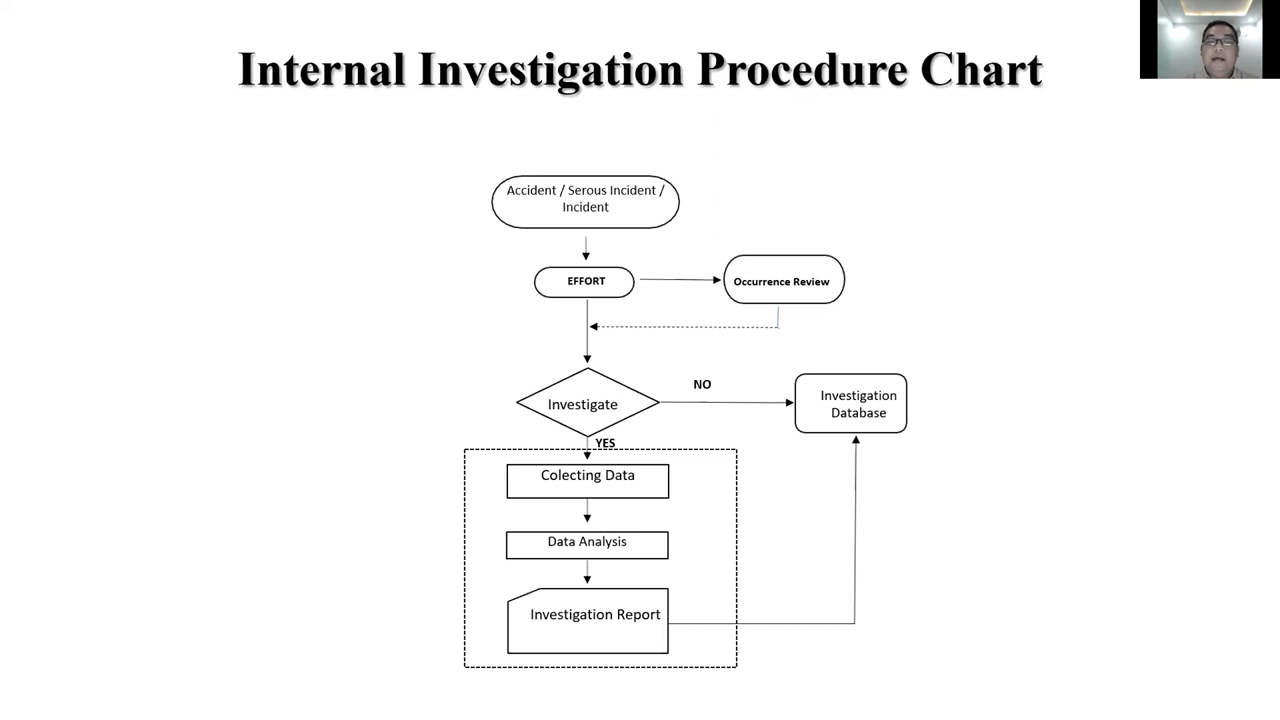 Internal Investigation Procedure Chart
Accident / Serous Incident /
Incident
EFFORT
Occurrence Review
Investigate
NO
Investigation
Database
YES
Colecting Data
Data Analysis
Investigation Report